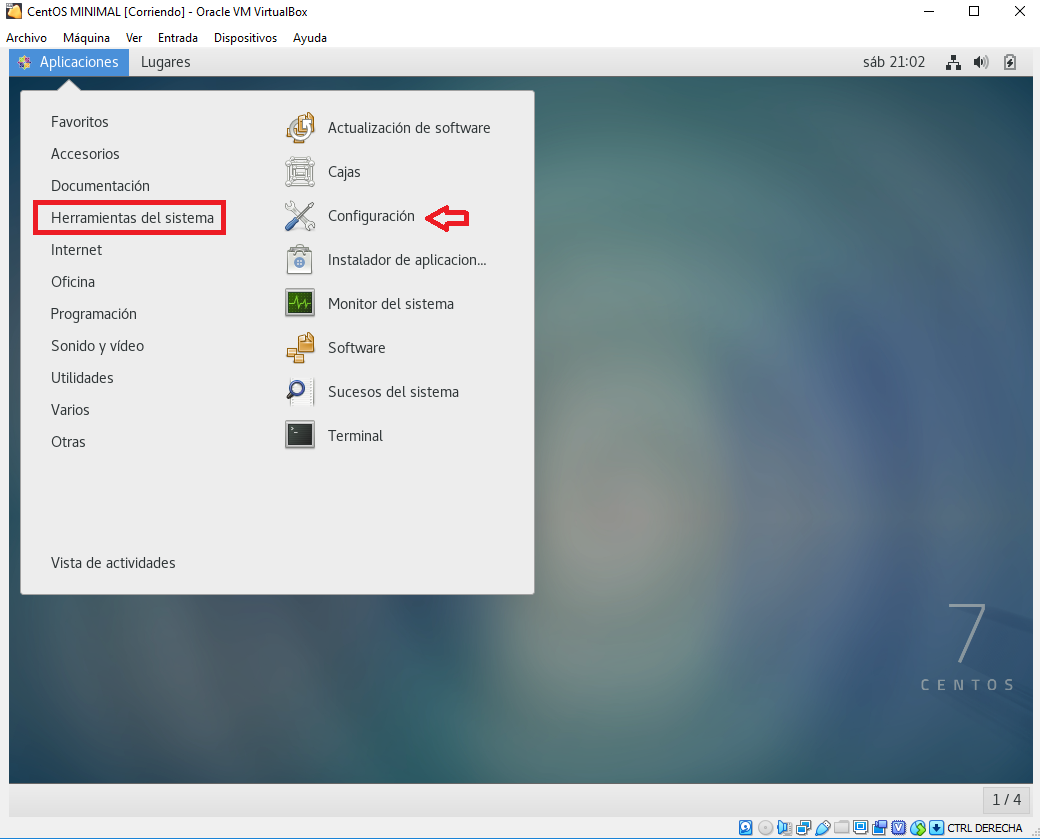 CentOS MINIMAL [Corriendo] - Oracle VM VirtualBox
Archivo Máquina Ver Entrada Dispositivos Ayuda
Aplicaciones Lugares sáb 21:02
Favoritos
Accesorios
Documentación
Herramientas del sistema
Internet
Oficina
Programación
Sonido y vídeo
Utilidades
Varios
Otras
Vista de actividades
Actualización de software
Cajas
Configuración
Instalador de aplicacion...
Monitor del sistema
Software
Sucesos del sistema
Terminal
7
CENTOS
1 / 4
CTRL DERECHA